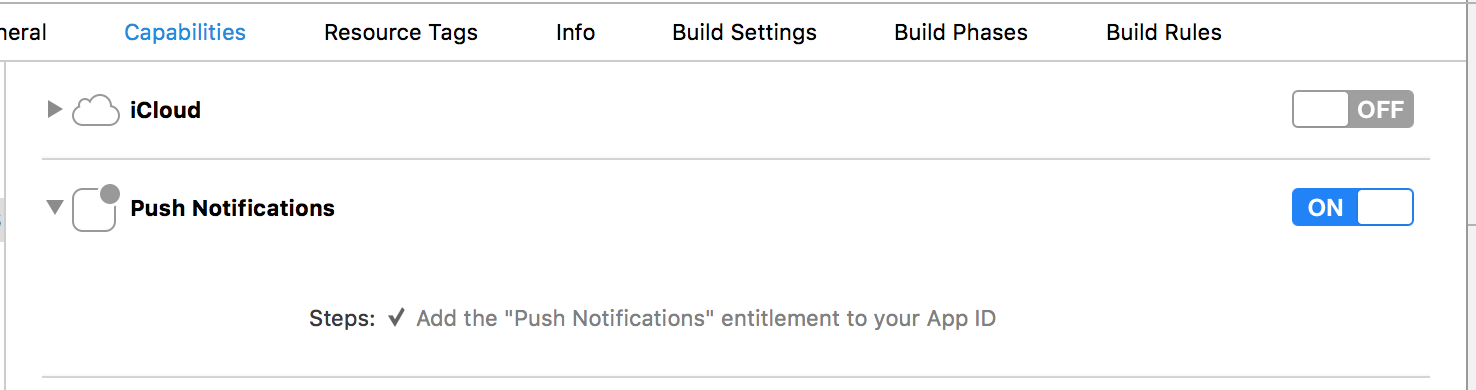 neral Capabilities Resource Tags Info Build Settings Build Phases Build Rules
iCloud OFF
Push Notifications ON
Steps: ✓ Add the "Push Notifications" entitlement to your App ID